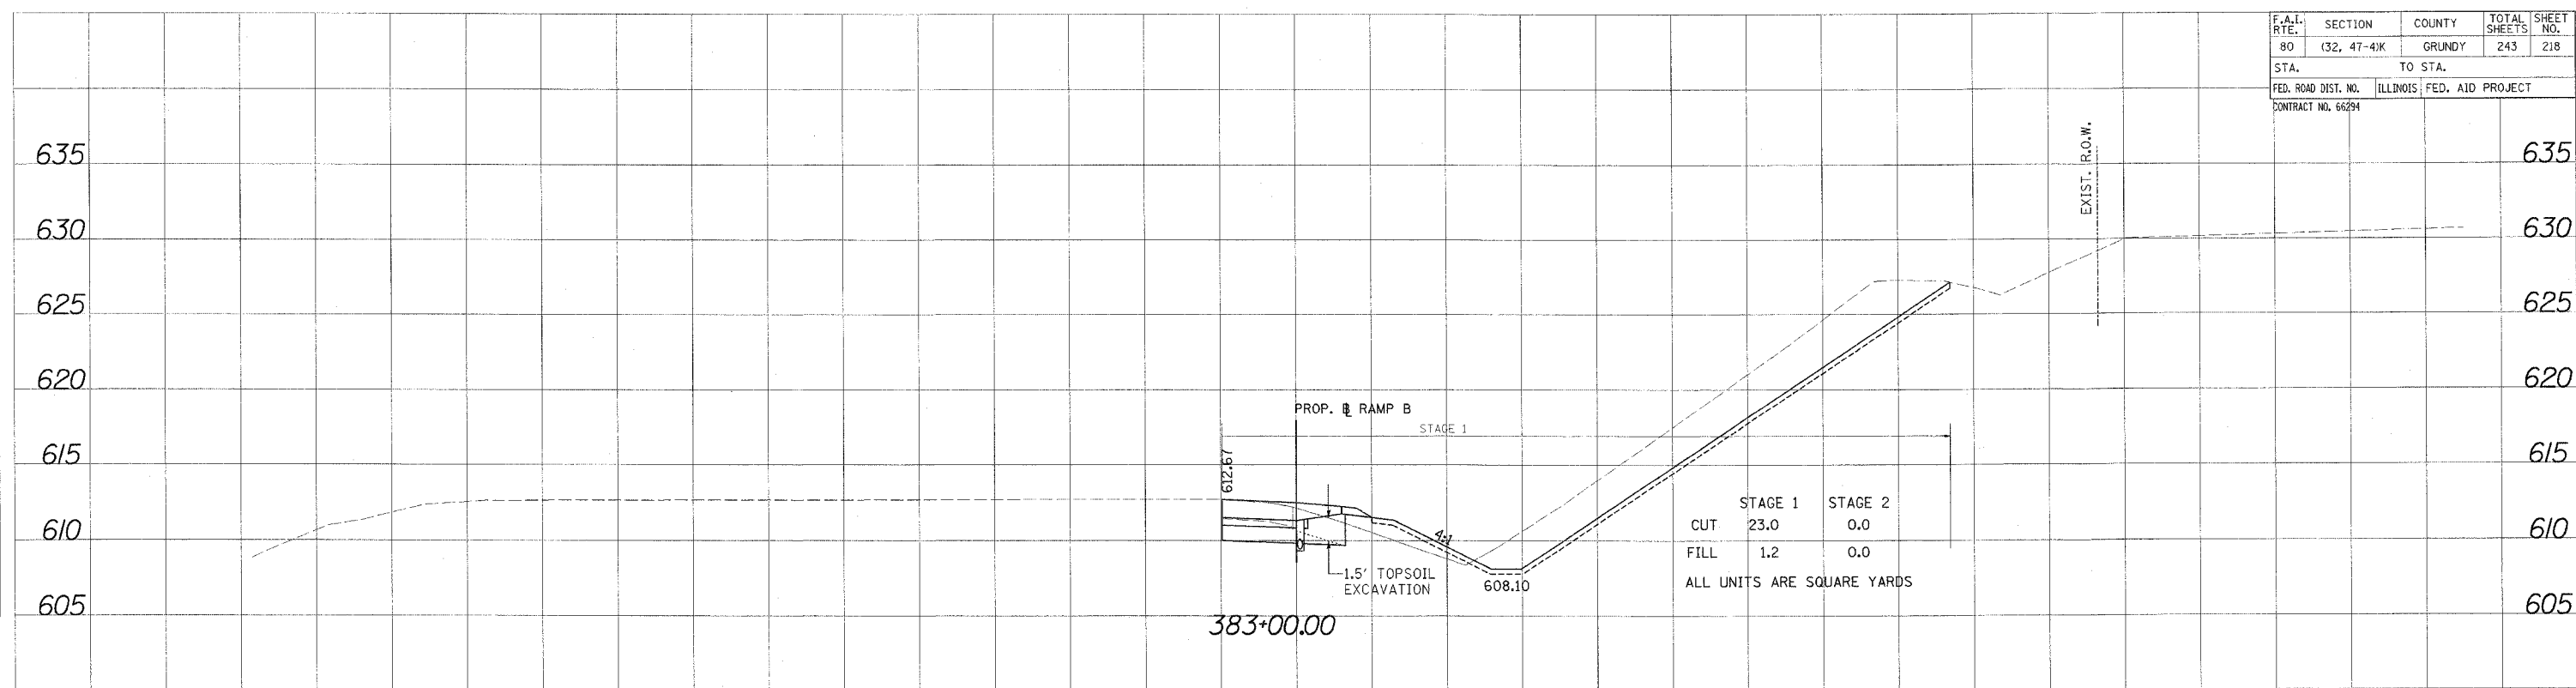 F.A.I. RTE. SECTION COUNTY TOTAL SHEETS SHEET NO.
80 (32, 47-4)K GRUNDY 243 218
STA. TO STA.
FED. ROAD DIST. NO. ILLINOIS FED. AID PROJECT
CONTRACT NO. 66294
EXIST. R.O.W.
635 635
630 630
625 625
620 620
PROP. ℄ RAMP B
STAGE 1
615 615
612.67
STAGE 1 STAGE 2
CUT 23.0 0.0
610 610
4:1
FILL 1.2 0.0
1.5' TOPSOIL
EXCAVATION
608.10
ALL UNITS ARE SQUARE YARDS
605 605
383+00.00